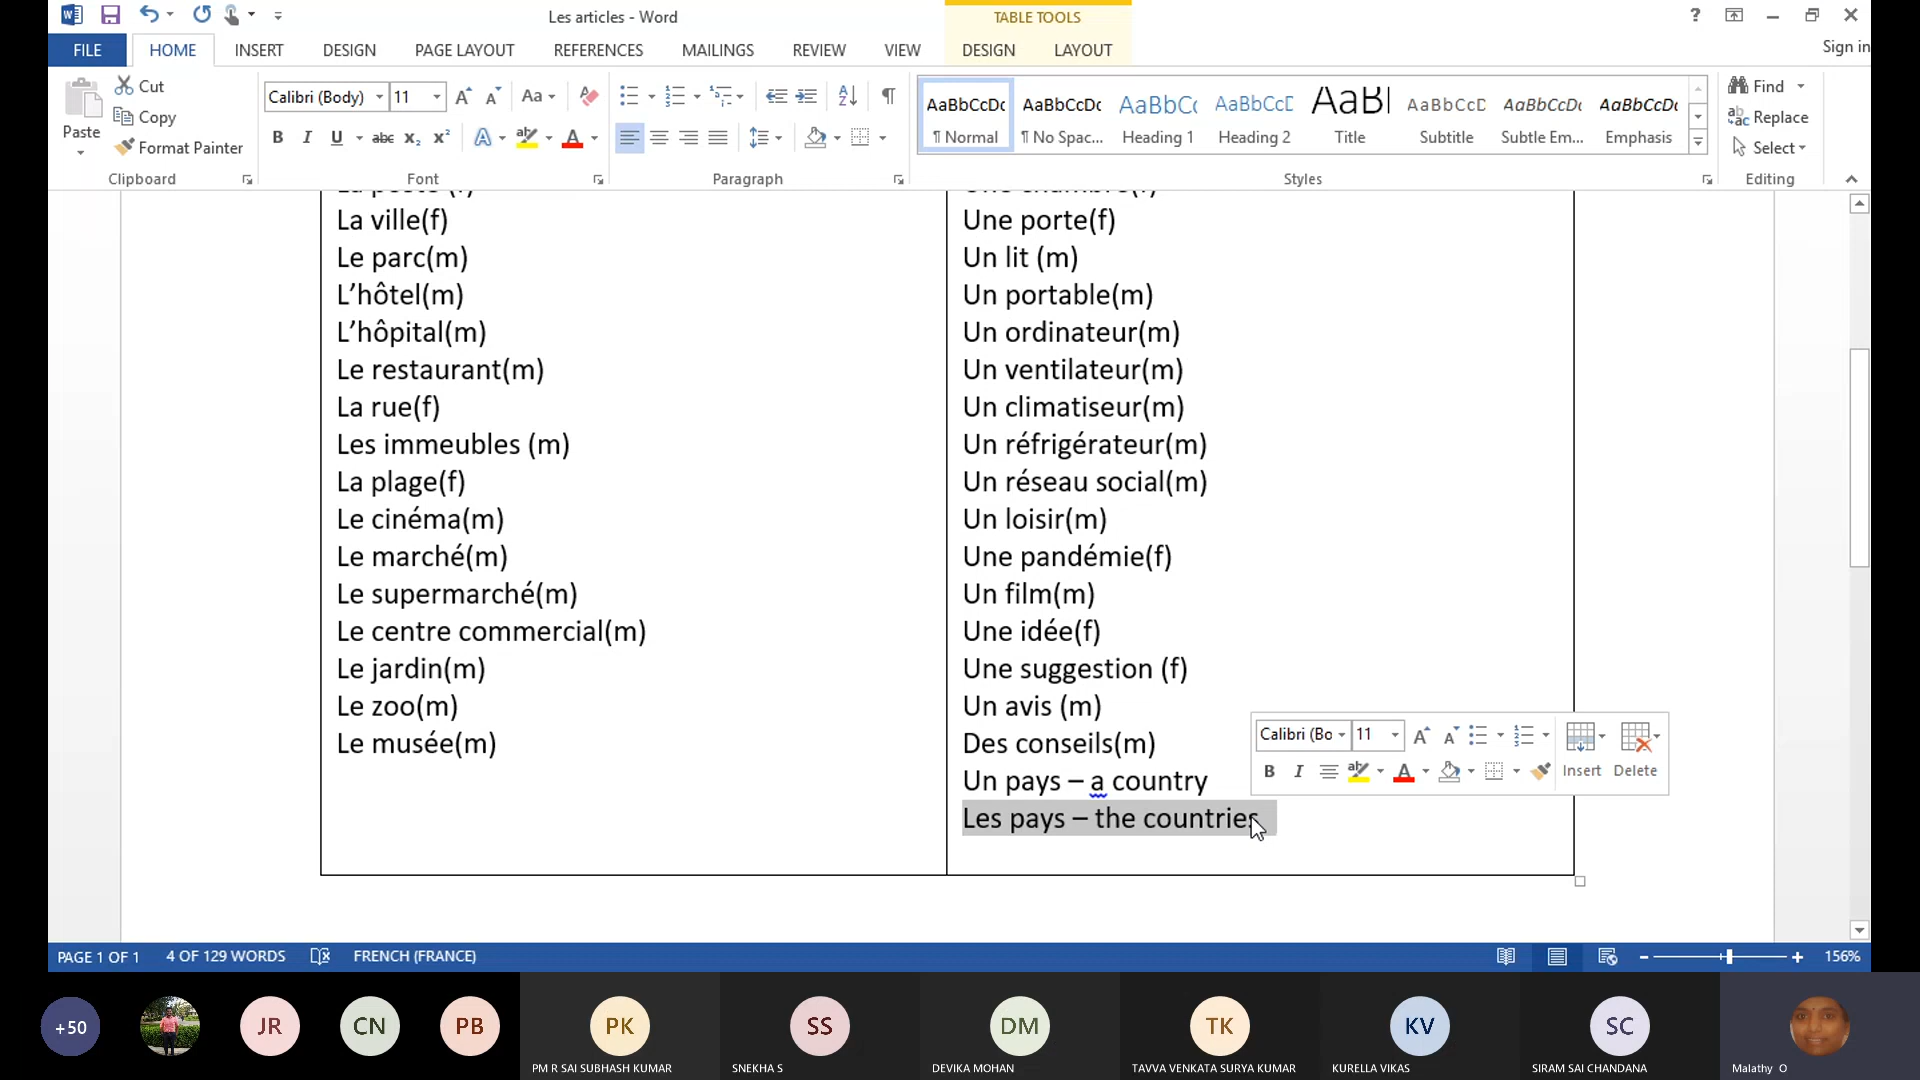 Les articles - Word
TABLE TOOLS
?
FILE
HOME
INSERT
DESIGN
PAGE LAYOUT
REFERENCES
MAILINGS
REVIEW
VIEW
DESIGN
LAYOUT
Sign in
Paste
Cut
Copy
Format Painter
Clipboard
Calibri (Body)
11
Font
Paragraph
AaBbCcDc
¶ Normal
AaBbCcDc
¶ No Spac...
AaBbCc
Heading 1
AaBbCcD
Heading 2
AaBl
Title
AaBbCcD
Subtitle
AaBbCcDc
Subtle Em...
AaBbCcDc
Emphasis
Styles
Find
Replace
Select
Editing
La ville(f)
Le parc(m)
L’hôtel(m)
L’hôpital(m)
Le restaurant(m)
La rue(f)
Les immeubles (m)
La plage(f)
Le cinéma(m)
Le marché(m)
Le supermarché(m)
Le centre commercial(m)
Le jardin(m)
Le zoo(m)
Le musée(m)
Une porte(f)
Un lit (m)
Un portable(m)
Un ordinateur(m)
Un ventilateur(m)
Un climatiseur(m)
Un réfrigérateur(m)
Un réseau social(m)
Un loisir(m)
Une pandémie(f)
Un film(m)
Une idée(f)
Une suggestion (f)
Un avis (m)
Des conseils(m)
Un pays – a country
Les pays – the countries
Calibri (Bo
11
Insert
Delete
PAGE 1 OF 1
4 OF 129 WORDS
FRENCH (FRANCE)
156%
+50
JR
CN
PB
PK
PM R SAI SUBHASH KUMAR
SS
SNEKHA S
DM
DEVIKA MOHAN
TK
TAVVA VENKATA SURYA KUMAR
KV
KURELLA VIKAS
SC
SIRAM SAI CHANDANA
Malathy O